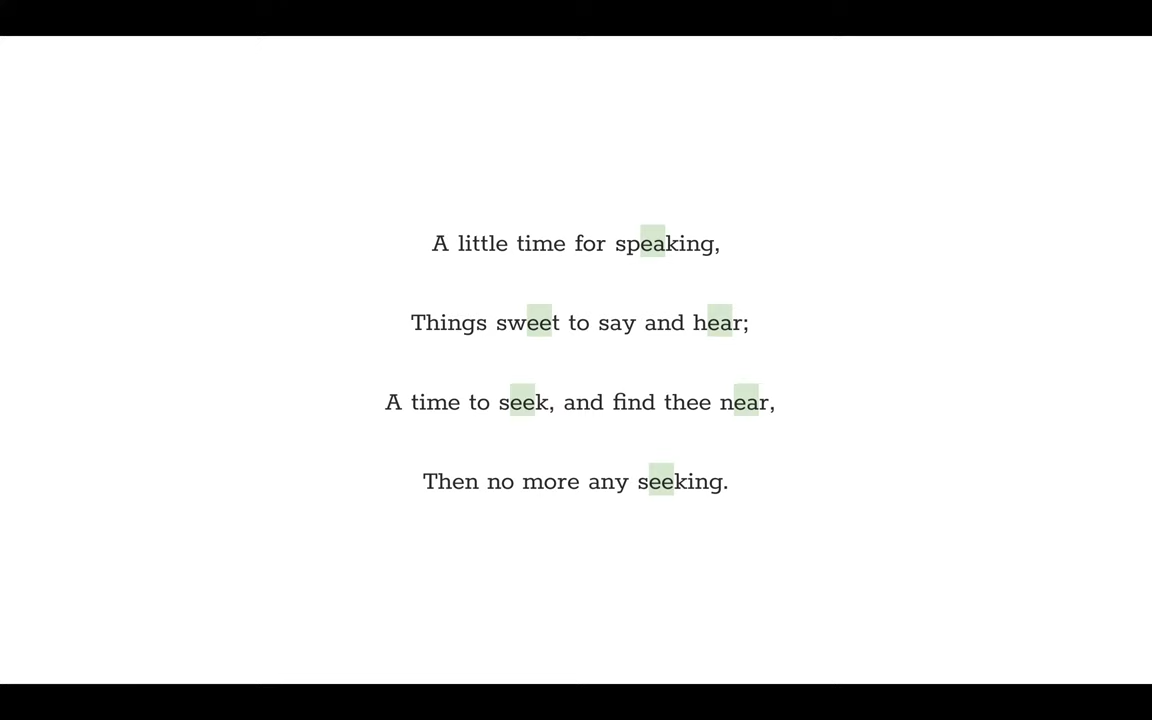 A little time for speaking,
Things sweet to say and hear;
A time to seek, and find thee near,
Then no more any seeking.